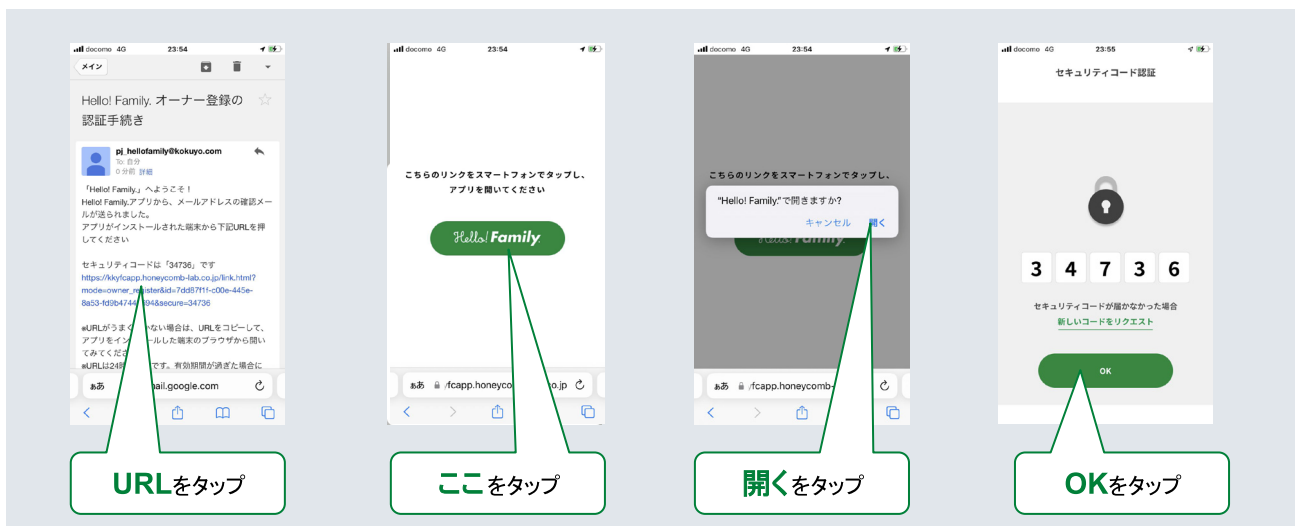 docomo 4G 23:54
メイン
Hello! Family. オーナー登録の
認証手続き
pj_hellofamily@kokuyo.com
To: 自分
0 分前 詳細
「Hello! Family.」へようこそ！
Hello! Family.アプリから、メールアドレスの確認メー
ルが送られました。
アプリがインストールされた端末から下記URLを押
してください
セキュリティコードは「34736」です
https://kkyfcapp.honeycomb-lab.co.jp/link.html?
mode=owner_register&id=7dd87f1f-c00e-445e-
8a53-fd9b474
94&secure=34736
※URLがうまく
ない場合は、URLをコピーして、
アプリをイン
ールした端末のブラウザから開い
てみてくださ
※URLは24時
です。有効期間が過ぎた場合に
ああ
ail.google.com
URLをタップ
docomo 4G 23:54
こちらのリンクをスマートフォンでタップし、
アプリを開いてください
Hello! Family.
ああ /fcapp.honeyco
o.jp
ここをタップ
docomo 4G 23:54
こちらのリンクをスマートフォンでタップし、
"Hello! Family."で開きますか?
キャンセル 開く
Hello! Family.
ああ /fcapp.honeycomb-
開くをタップ
docomo 4G 23:55
セキュリティコード認証
3 4 7 3 6
セキュリティコードが届かなかった場合
新しいコードをリクエスト
OK
OKをタップ